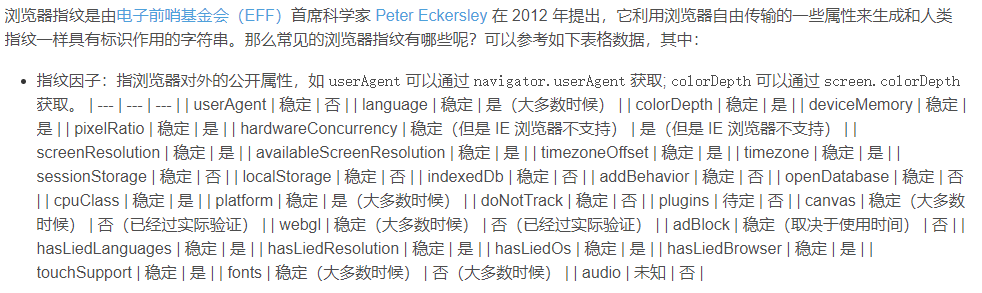 浏览器指纹是由电子前哨基金会（EFF）首席科学家 Peter Eckersley 在 2012 年提出，它利用浏览器自由传输的一些属性来生成和人类
指纹一样具有标识作用的字符串。那么常见的浏览器指纹有哪些呢？可以参考如下表格数据，其中：
• 指纹因子：指浏览器对外的公开属性，如 userAgent 可以通过 navigator.userAgent 获取; colorDepth 可以通过 screen.colorDepth
获取。 | --- | --- | --- | | userAgent | 稳定 | 否 | | language | 稳定 | 是（大多数时候） | | colorDepth | 稳定 | 是 | | deviceMemory | 稳定 |
是 | | pixelRatio | 稳定 | 是 | | hardwareConcurrency | 稳定（但是 IE 浏览器不支持） | 是（但是 IE 浏览器不支持） | |
screenResolution | 稳定 | 是 | | availableScreenResolution | 稳定 | 是 | | timezoneOffset | 稳定 | 是 | | timezone | 稳定 | 是 | |
sessionStorage | 稳定 | 否 | | localStorage | 稳定 | 否 | | indexedDb | 稳定 | 否 | | addBehavior | 稳定 | 否 | | openDatabase | 稳定 | 否
| | cpuClass | 稳定 | 是 | | platform | 稳定 | 是（大多数时候） | | doNotTrack | 稳定 | 否 | | plugins | 待定 | 否 | | canvas | 稳定（大多数
时候） | 否（已经过实际验证） | | webgl | 稳定（大多数时候） | 否（已经过实际验证） | | adBlock | 稳定（取决于使用时间） | 否 | |
hasLiedLanguages | 稳定 | 是 | | hasLiedResolution | 稳定 | 是 | | hasLiedOs | 稳定 | 是 | | hasLiedBrowser | 稳定 | 是 | |
touchSupport | 稳定 | 是 | | fonts | 稳定（大多数时候） | 否（大多数时候） | | audio | 未知 | 否 |